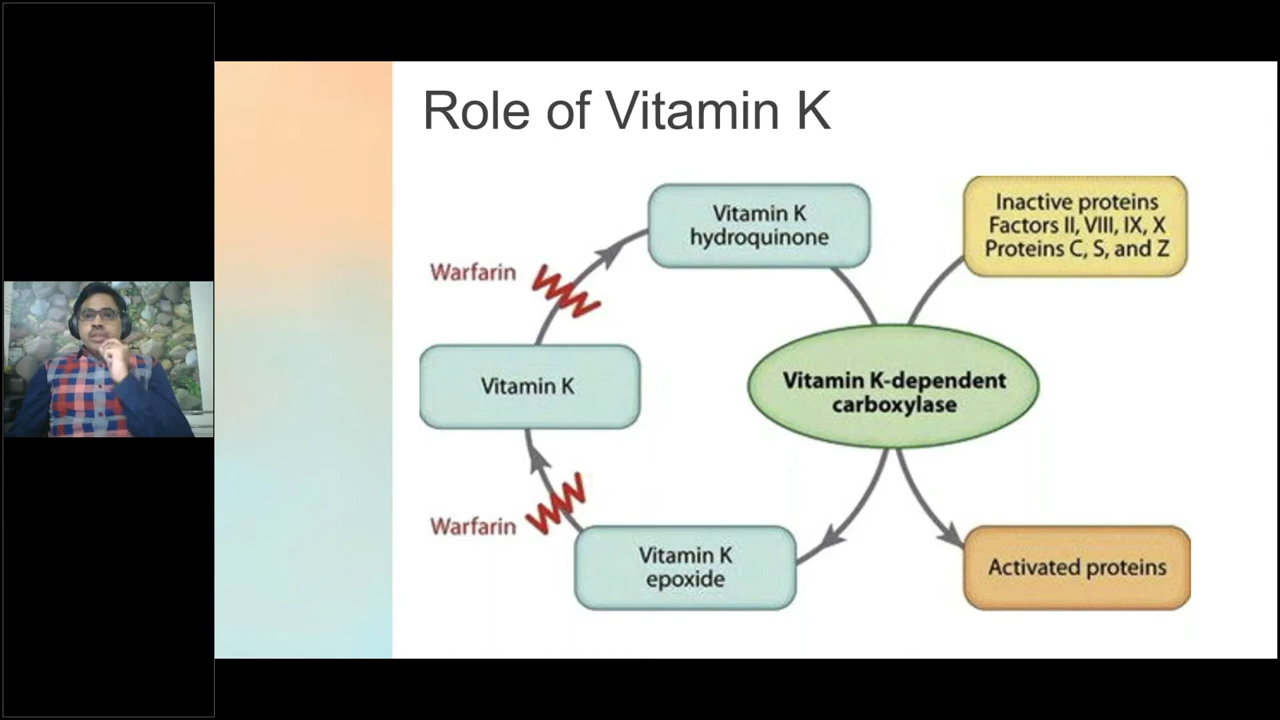 Role of Vitamin K
Vitamin K
hydroquinone
Inactive proteins
Factors II, VIII, IX, X
Proteins C, S, and Z
Warfarin
Vitamin K
Vitamin K-dependent
carboxylase
Warfarin
Vitamin K
epoxide
Activated proteins